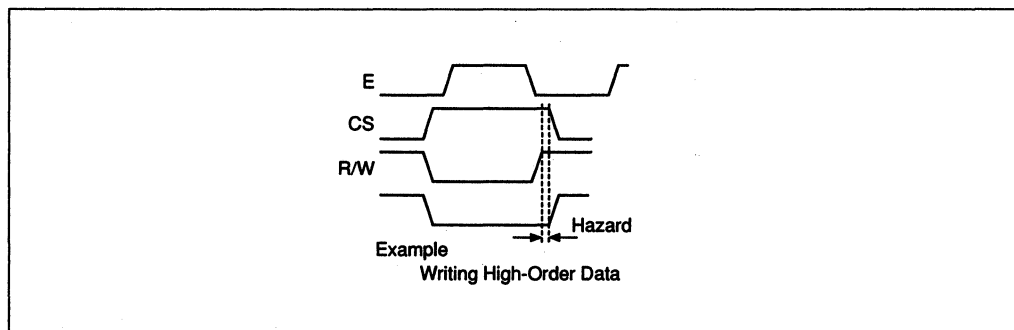 E
CS
R/W
Hazard
Example
Writing High-Order Data